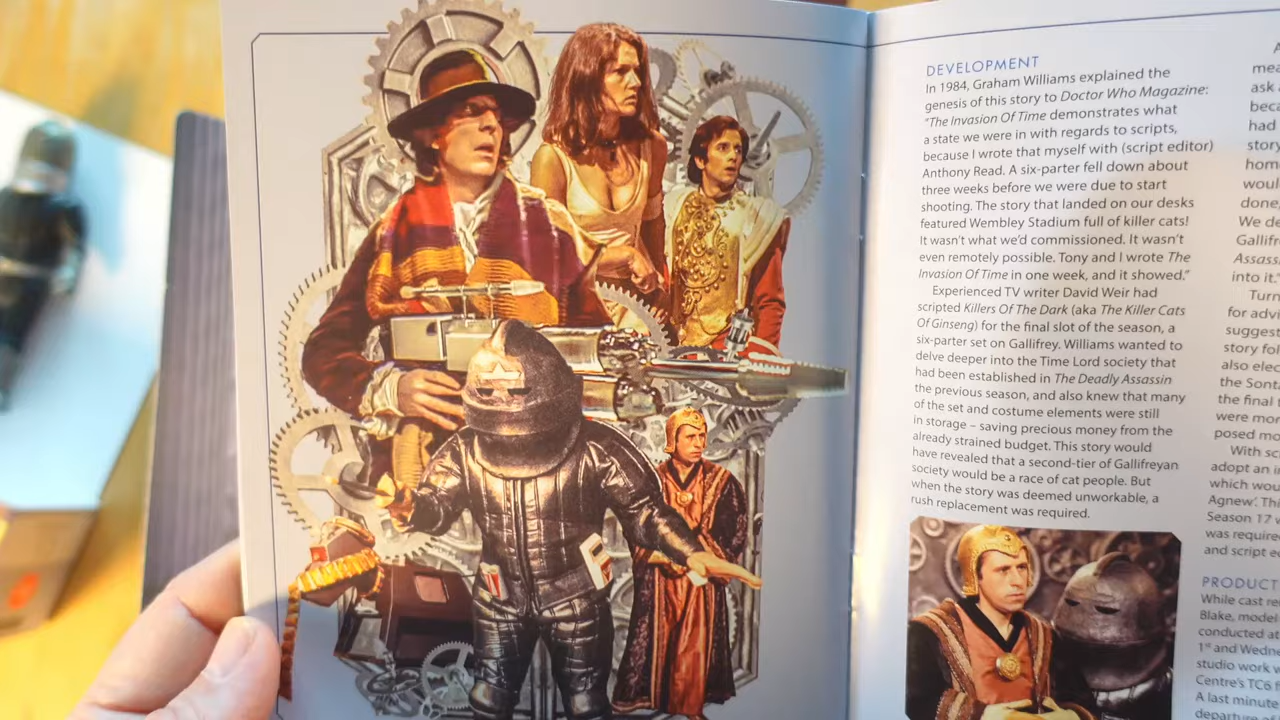 DEVELOPMENT
In 1984, Graham Williams explained the
genesis of this story to Doctor Who Magazine:
“The Invasion Of Time demonstrates what
a state we were in with regards to scripts,
because I wrote that myself with (script editor)
Anthony Read. A six-parter fell down about
three weeks before we were due to start
shooting. The story that landed on our desks
featured Wembley Stadium full of killer cats!
It wasn’t what we’d commissioned. It wasn’t
even remotely possible. Tony and I wrote The
Invasion Of Time in one week, and it showed.”
Experienced TV writer David Weir had
scripted Killers Of The Dark (aka The Killer Cats
Of Ginseng) for the final slot of the season, a
six-parter set on Gallifrey. Williams wanted to
delve deeper into the Time Lord society that
had been established in The Deadly Assassin
the previous season, and also knew that many
of the set and costume elements were still
in storage – saving precious money from the
already strained budget. This story would
have revealed that a second-tier of Gallifreyan
society would be a race of cat people. But
when the story was deemed unworkable, a
rush replacement was required.
mea
ask
beca
had
story
hom
woul
done,
We de
Gallifr
Assas
into it.
Turn
for advi
suggest
story fol
also elec
the Sont
the final
were mor
posed mo
With sc
adopt an
which wou
Agnew’. Th
Season 17
was require
and script e
PRODUCT
While cast re
Blake, model
conducted at
1st and Wedne
studio work w
Centre’s TC6 f
A last minute
departure